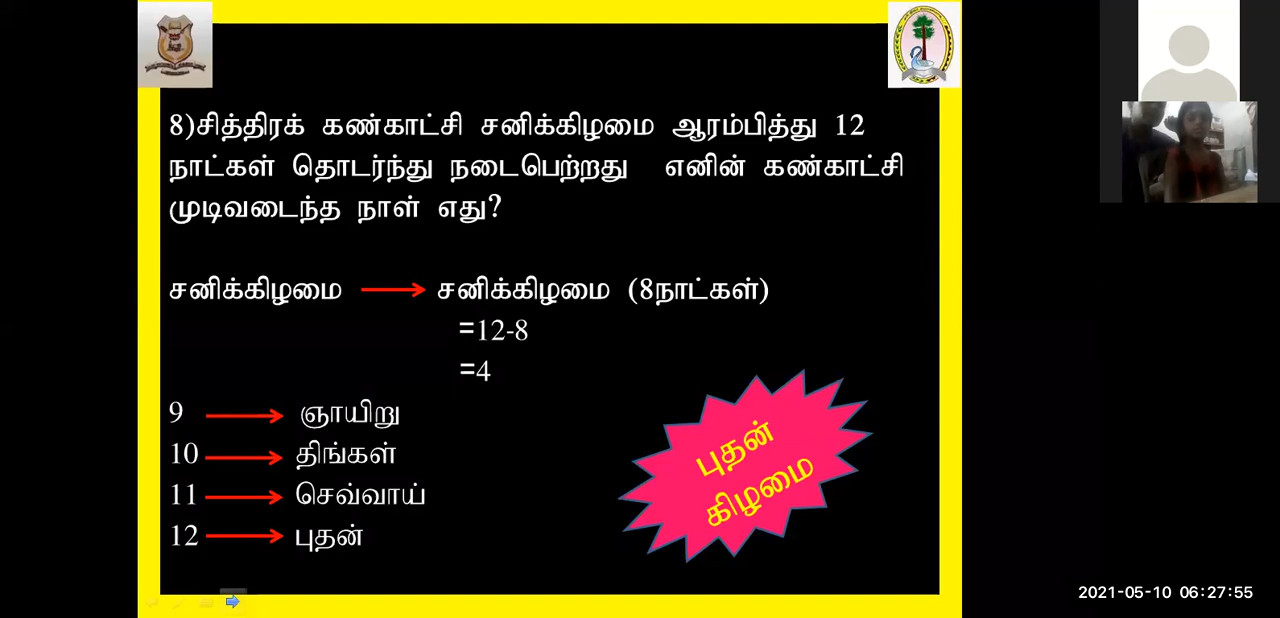 8)சித்திரக் கண்காட்சி சனிக்கிழமை ஆரம்பித்து 12
நாட்கள் தொடர்ந்து நடைபெற்றது எனின் கண்காட்சி
முடிவடைந்த நாள் எது?
சனிக்கிழமை → சனிக்கிழமை (8நாட்கள்)
=12-8
=4
9 → ஞாயிறு
10 → திங்கள்
11 → செவ்வாய்
12 → புதன்
புதன்
கிழமை
2021-05-10 06:27:55